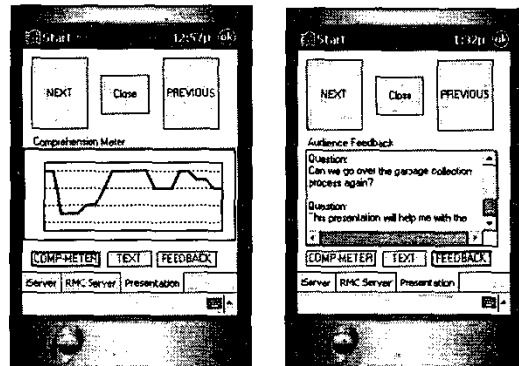 Start 12:57p ok
NEXT Close PREVIOUS
Comprehension Meter
COMP-METER TEXT FEEDBACK
iServer RMC Server Presentation
Start 1:32p ok
NEXT Close PREVIOUS
Audience Feedback
Question:
Can we go over the garbage collection
process again?
Question:
This presentation will help me with the
COMP-METER TEXT FEEDBACK
iServer RMC Server Presentation